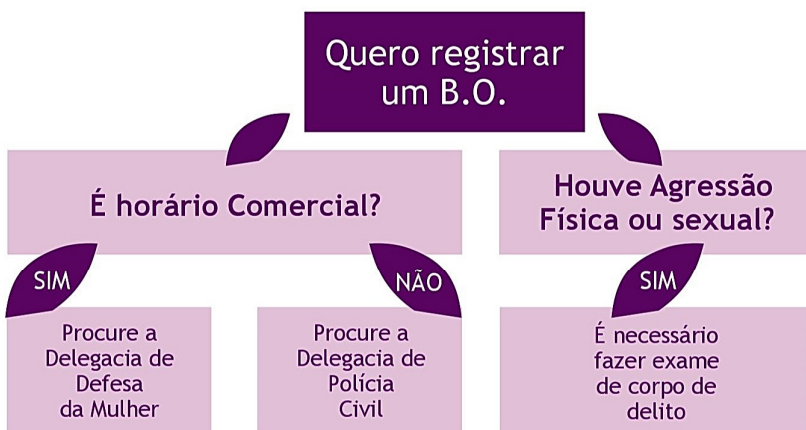 Quero registrar
um B.O.
É horário Comercial?
Houve Agressão
Física ou sexual?
SIM
NÃO
SIM
Procure a
Delegacia de
Defesa
da Mulher
Procure a
Delegacia de
Polícia
Civil
É necessário
fazer exame
de corpo de
delito